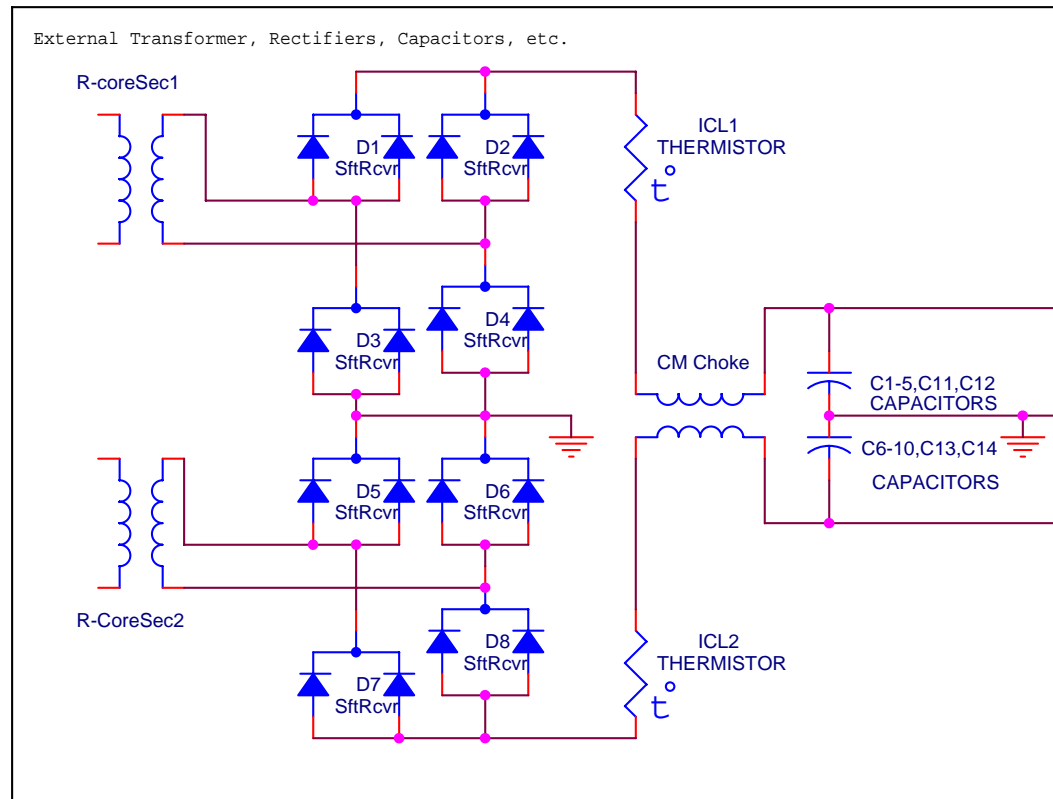 External Transformer, Rectifiers, Capacitors, etc.
R-coreSec1
D1
SftRcvr
D2
SftRcvr
ICL1
THERMISTOR
t°
D3
SftRcvr
D4
SftRcvr
CM Choke
C1-5,C11,C12
CAPACITORS
C6-10,C13,C14
CAPACITORS
D5
SftRcvr
D6
SftRcvr
R-CoreSec2
D7
SftRcvr
D8
SftRcvr
ICL2
THERMISTOR
t°